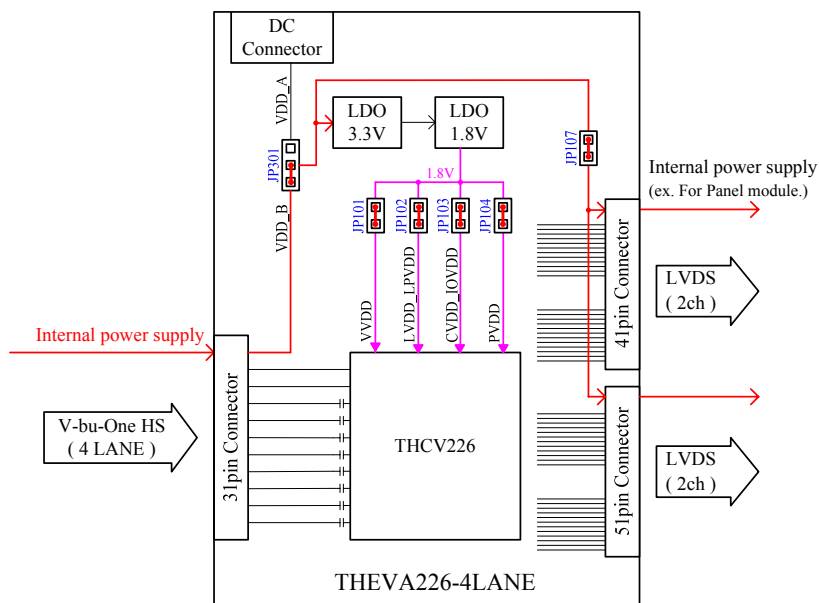 DC
Connector
VDD_A
LDO
3.3V
LDO
1.8V
JP301
JP107
VDD_B
1.8V
JP101
JP102
JP103
JP104
Internal power supply
(ex. For Panel module.)
VVDD
LVDD_LPVDD
CVDD_IOVDD
PVDD
41pin Connector
LVDS
( 2ch )
Internal power supply
31pin Connector
V-bu-One HS
( 4 LANE )
THCV226
51pin Connector
LVDS
( 2ch )
THEVA226-4LANE